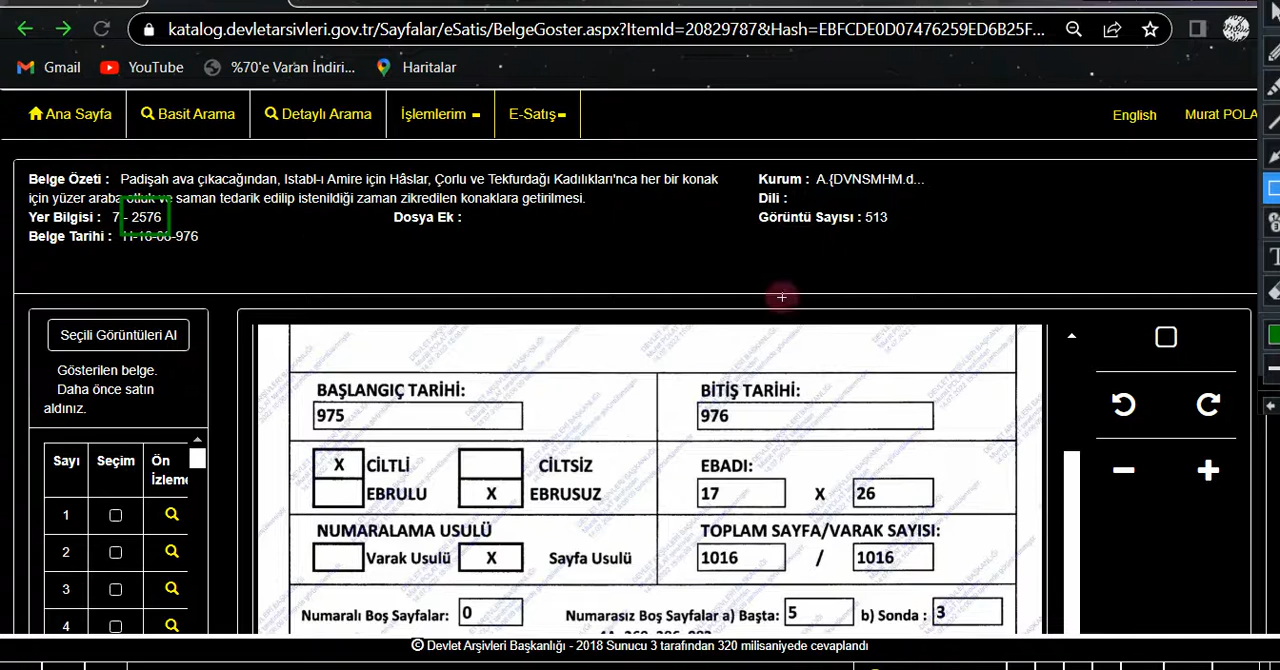 katalog.devletarsivleri.gov.tr/Sayfalar/eSatis/BelgeGoster.aspx?ItemId=20829787&Hash=EBFCDE0D07476259ED6B25F...
Gmail YouTube %70'e Varan İndiri... Haritalar
Ana Sayfa Basit Arama Detaylı Arama İşlemlerim E-Satış English Murat POLA
Belge Özeti : Padişah ava çıkacağından, Istabl-ı Amire için Hâslar, Çorlu ve Tekfurdağı Kadılıkları'nca her bir konak
için yüzer araba otluk ve saman tedarik edilip istenildiği zaman zikredilen konaklara getirilmesi.
Yer Bilgisi : 7 - 2576
Belge Tarihi : H-16-08-976
Dosya Ek :
Kurum : A.{DVNSMHM.d...
Dili :
Görüntü Sayısı : 513
Seçili Görüntüleri Al
Gösterilen belge.
Daha önce satın
aldınız.
Sayı Seçim Ön
İzleme
1
2
3
4
BAŞLANGIÇ TARİHİ: BİTİŞ TARİHİ:
975 976
X CİLTLİ CİLTSİZ EBADI:
EBRULU X EBRUSUZ 17 X 26
NUMARALAMA USULÜ TOPLAM SAYFA/VARAK SAYISI:
Varak Usulü X Sayfa Usulü 1016 / 1016
Numaralı Boş Sayfalar: 0 Numarasız Boş Sayfalar a) Başta: 5 b) Sonda : 3
© Devlet Arşivleri Başkanlığı - 2018 Sunucu 3 tarafından 320 milisaniyede cevaplandı